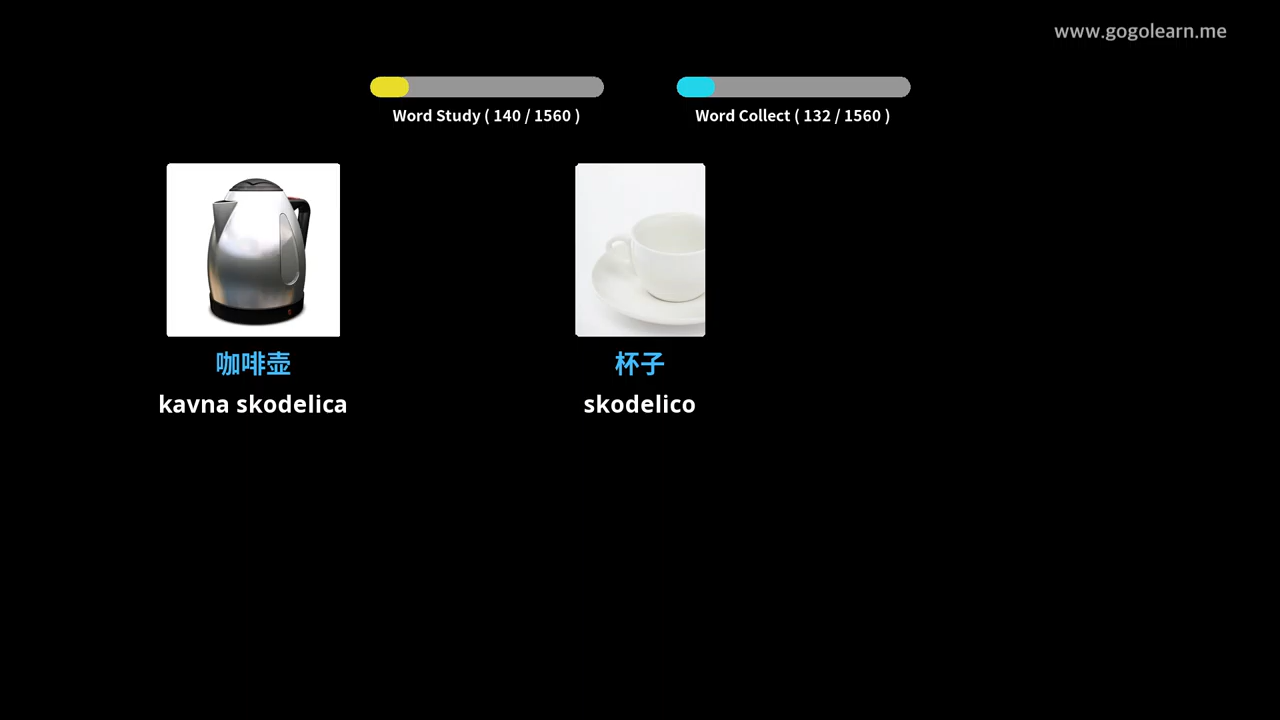 www.gogolearn.me
Word Study ( 140 / 1560 )
Word Collect ( 132 / 1560 )
咖啡壶
kavna skodelica
杯子
skodelico